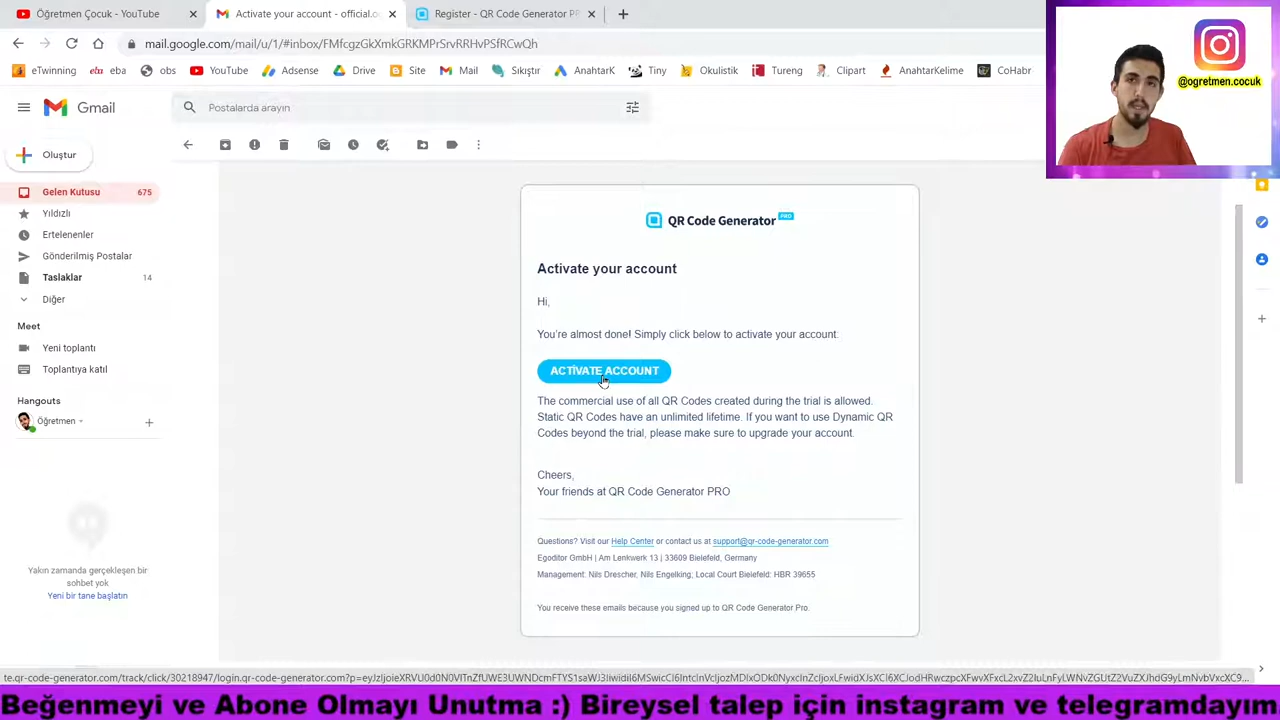 Öğretmen Çocuk - YouTube
Activate your account - official.o
Register - QR Code Generator PR
mail.google.com/mail/u/1/#inbox/FMfcgzGkXmkGRKMPrSrvRRHvPSfRl
eTwinning
eba
obs
YouTube
Adsense
Drive
Site
Mail
AnahtarK
Tiny
Okulistik
Tureng
Clipart
AnahtarKelime
CoHabr
@ogretmen.cocuk
Gmail
Postalarda arayın
Oluştur
Gelen Kutusu 675
Yıldızlı
Ertelenenler
Gönderilmiş Postalar
Taslaklar 14
Diğer
Meet
Yeni toplantı
Toplantıya katıl
Hangouts
Öğretmen
Yakın zamanda gerçekleşen bir
sohbet yok
Yeni bir tane başlatın
QR Code Generator PRO
Activate your account
Hi,
You're almost done! Simply click below to activate your account:
ACTİVATE ACCOUNT
The commercial use of all QR Codes created during the trial is allowed.
Static QR Codes have an unlimited lifetime. If you want to use Dynamic QR
Codes beyond the trial, please make sure to upgrade your account.
Cheers,
Your friends at QR Code Generator PRO
Questions? Visit our Help Center or contact us at support@qr-code-generator.com
Egoditor GmbH | Am Lenkwerk 13 | 33609 Bielefeld, Germany
Management: Nils Drescher, Nils Engelking; Local Court Bielefeld: HBR 39655
You receive these emails because you signed up to QR Code Generator Pro.
Beğenmeyi ve Abone Olmayı Unutma :) Bireysel talep için instagram ve telegramdayım